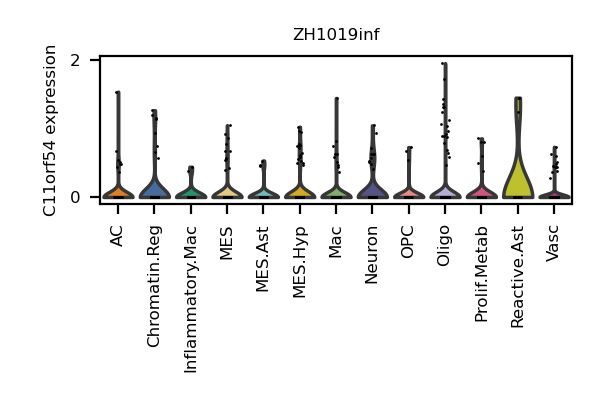 ZH1019inf
C11orf54 expression
2
0
AC
Chromatin.Reg
Inflammatory.Mac
MES
MES.Ast
MES.Hyp
Mac
Neuron
OPC
Oligo
Prolif.Metab
Reactive.Ast
Vasc